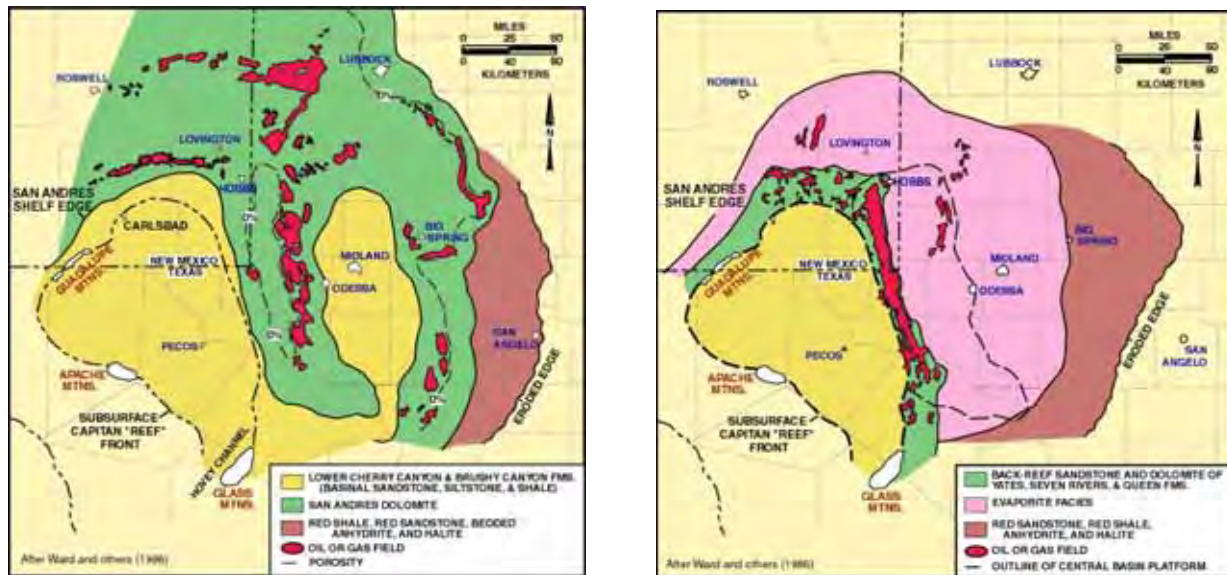 MILES
0 25 50
0 40 80
KILOMETERS
LUBBOCK
ROSWELL
0%
N
LOVINGTON
HOBBS
0%
SAN ANDRES
SHELF EDGE
CARLSBAD
BIG
SPRING
NEW MEXICO
TEXAS
MIDLAND
GUADALUPE
MTNS.
ODESSA
0%
SAN
ANGELO
PECOS
APACHE
MTNS.
0%
ERODED EDGE
SUBSURFACE
CAPITAN "REEF"
FRONT
HOVEY CHANNEL
GLASS
MTNS.
LOWER CHERRY CANYON & BRUSHY CANYON FMS.
(BASINAL SANDSTONE, SILTSTONE, & SHALE)
SAN ANDRES DOLOMITE
RED SHALE, RED SANDSTONE, BEDDED
ANHYDRITE, AND HALITE
OIL OR GAS FIELD
POROSITY
After Ward and others (1986)
MILES
0 25 50
0 40 80
KILOMETERS
LUBBOCK
ROSWELL
N
LOVINGTON
HOBBS
SAN ANDRES
SHELF EDGE
CARLSBAD
BIG
SPRING
NEW MEXICO
TEXAS
MIDLAND
GUADALUPE
MTNS.
ODESSA
ERODED EDGE
SAN
ANGELO
PECOS
APACHE
MTNS.
SUBSURFACE
CAPITAN "REEF"
FRONT
GLASS
MTNS.
BACK-REEF SANDSTONE AND DOLOMITE OF
YATES, SEVEN RIVERS, & QUEEN FMS.
EVAPORITE FACIES
RED SANDSTONE, RED SHALE,
ANHYDRITE, AND HALITE
OIL OR GAS FIELD
OUTLINE OF CENTRAL BASIN PLATFORM
After Ward and others (1986)